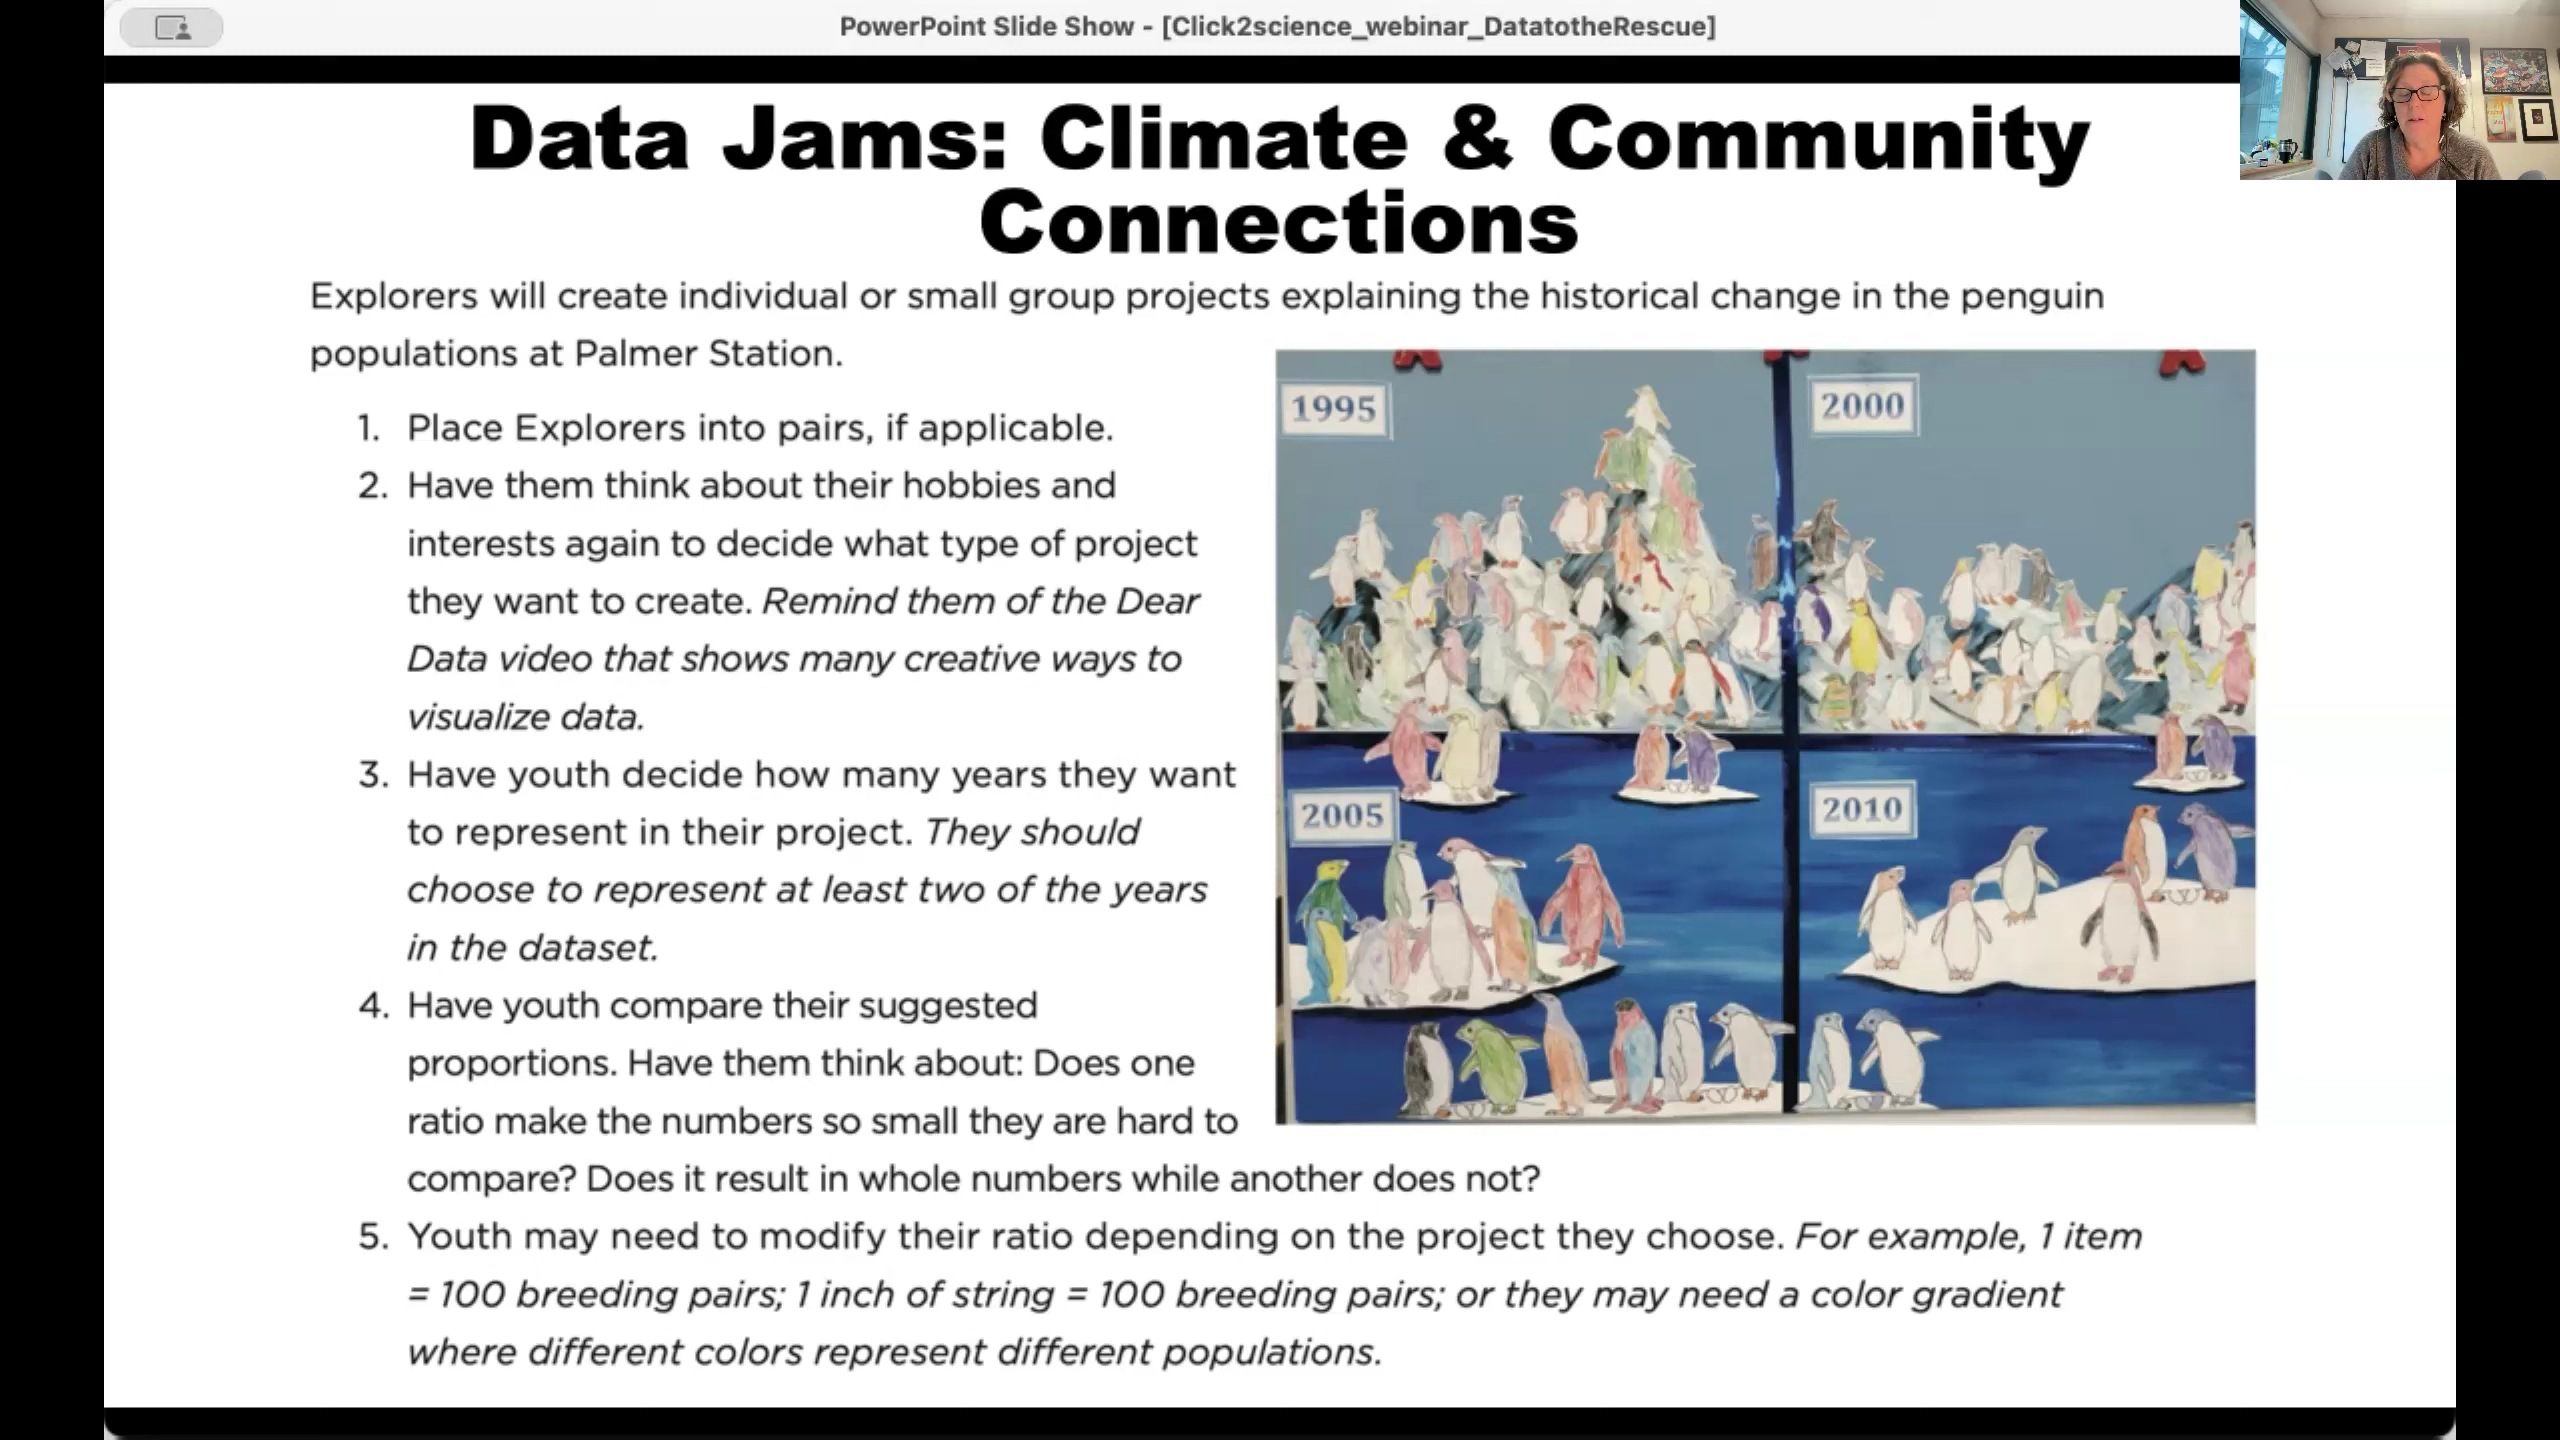 PowerPoint Slide Show - [Click2science_webinar_DatatotheRescue]
Data Jams: Climate & Community
Connections
Explorers will create individual or small group projects explaining the historical change in the penguin
populations at Palmer Station.
1. Place Explorers into pairs, if applicable.
2. Have them think about their hobbies and
interests again to decide what type of project
they want to create. Remind them of the Dear
Data video that shows many creative ways to
visualize data.
3. Have youth decide how many years they want
to represent in their project. They should
choose to represent at least two of the years
in the dataset.
4. Have youth compare their suggested
proportions. Have them think about: Does one
ratio make the numbers so small they are hard to
compare? Does it result in whole numbers while another does not?
5. Youth may need to modify their ratio depending on the project they choose. For example, 1 item
= 100 breeding pairs; 1 inch of string = 100 breeding pairs; or they may need a color gradient
where different colors represent different populations.
1995
2000
2005
2010